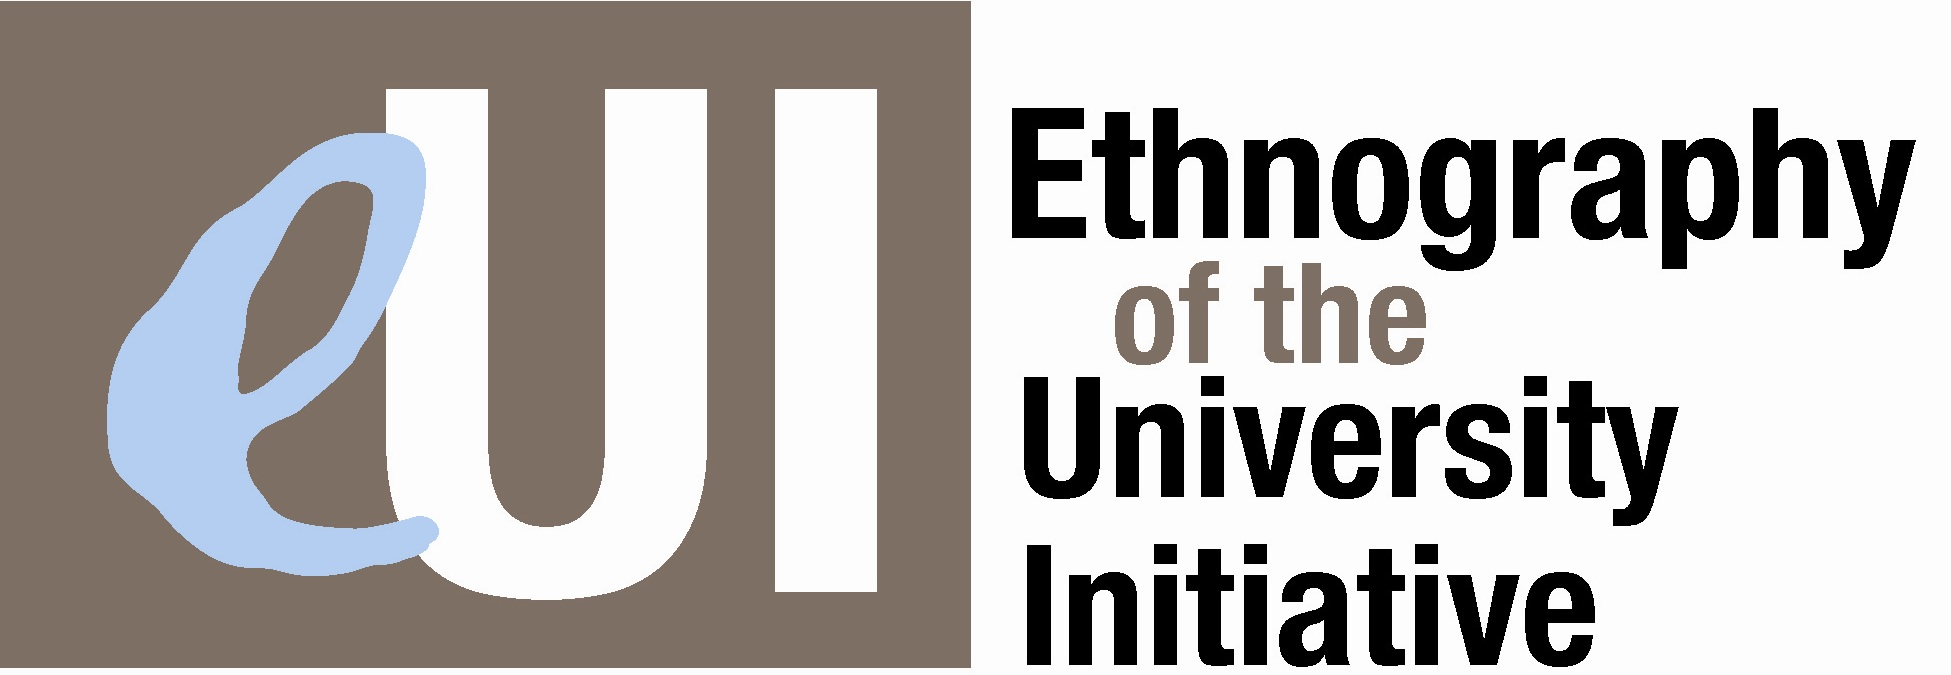 eUI
Ethnography
of the
University
Initiative